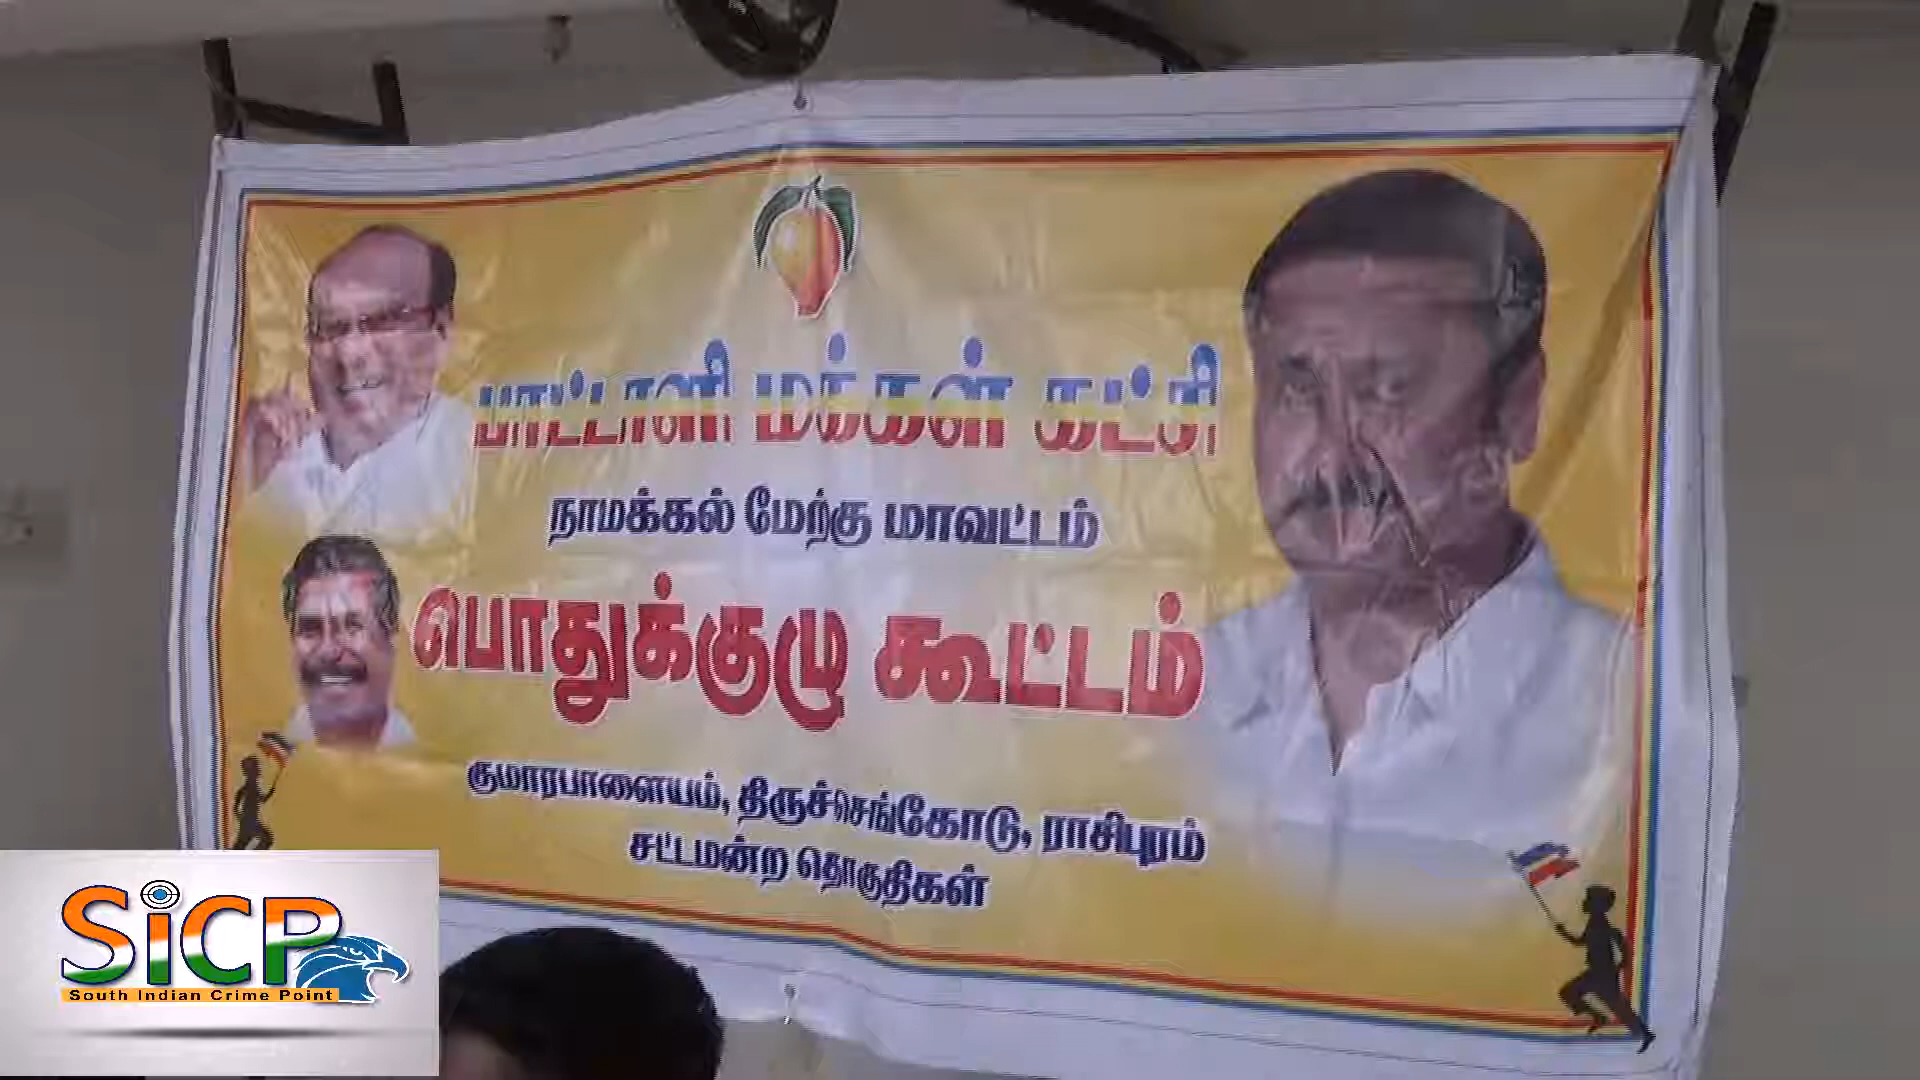 பாட்டாளி மக்கள் கட்சி
நாமக்கல் மேற்கு மாவட்டம்
பொதுக்குழு கூட்டம்
குமாரபாளையம், திருச்செங்கோடு, ராசிபுரம்
சட்டமன்ற தொகுதிகள்
SiCP
South Indian Crime Point